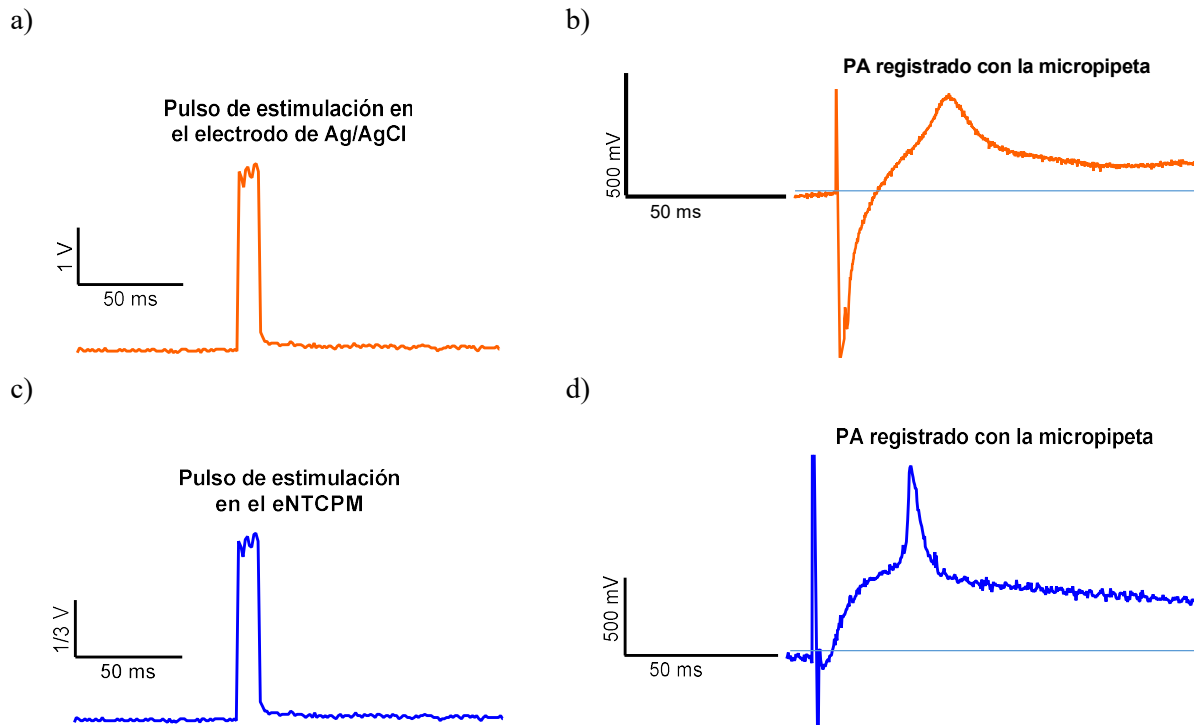 a)
Pulso de estimulación en
el electrodo de Ag/AgCl
1 V
50 ms
b)
PA registrado con la micropipeta
500 mV
50 ms
c)
Pulso de estimulación
en el eNTCPM
1/3 V
50 ms
d)
PA registrado con la micropipeta
500 mV
50 ms